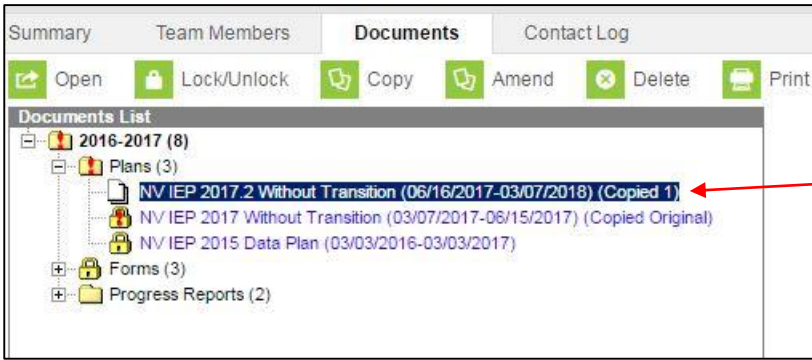 Summary Team Members Documents Contact Log
Open Lock/Unlock Copy Amend Delete Print
Documents List
2016-2017 (8)
Plans (3)
NV IEP 2017.2 Without Transition (06/16/2017-03/07/2018) (Copied 1)
NV IEP 2017 Without Transition (03/07/2017-06/15/2017) (Copied Original)
NV IEP 2015 Data Plan (03/03/2016-03/03/2017)
Forms (3)
Progress Reports (2)